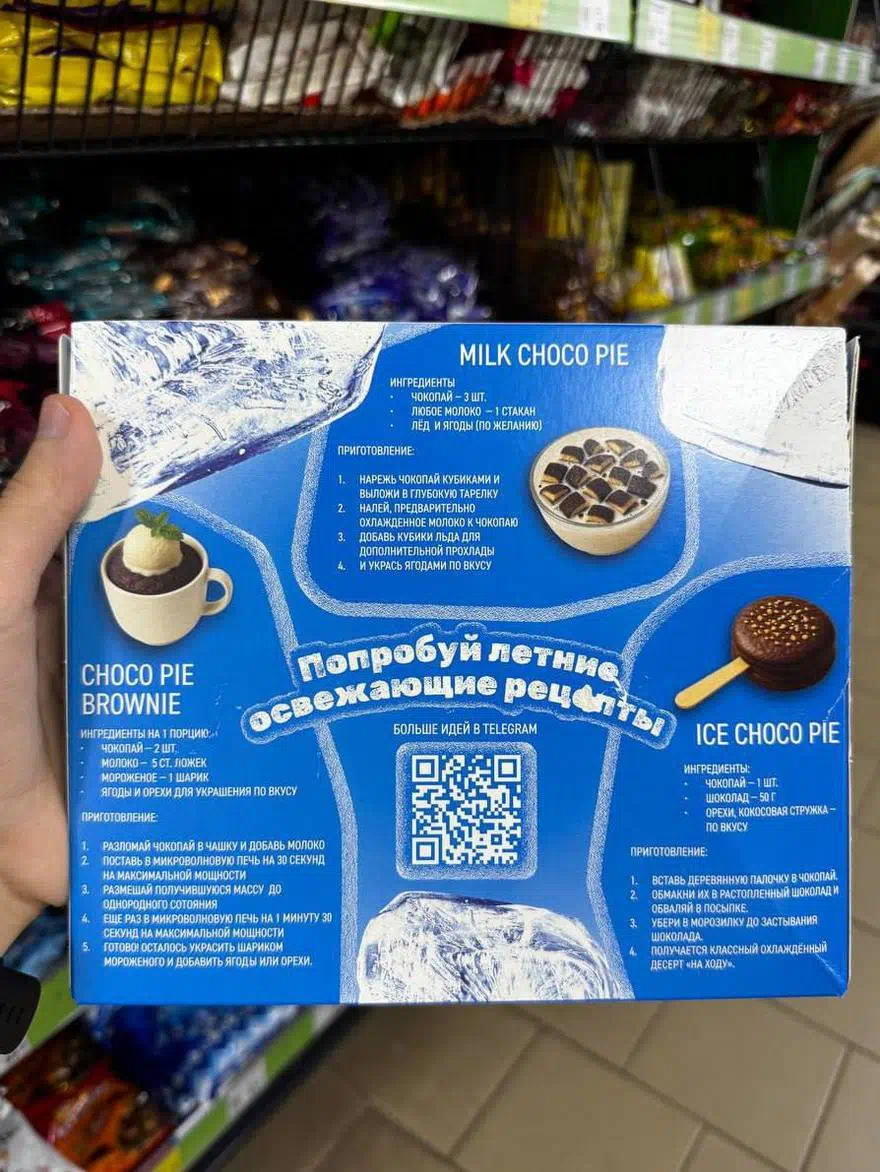 MILK CHOCO PIE
ИНГРЕДИЕНТЫ
· ЧОКОПАЙ – 3 ШТ.
· ЛЮБОЕ МОЛОКО – 1 СТАКАН
· ЛЁД И ЯГОДЫ (ПО ЖЕЛАНИЮ)
ПРИГОТОВЛЕНИЕ:
1. НАРЕЖЬ ЧОКОПАЙ КУБИКАМИ И
ВЫЛОЖИ В ГЛУБОКУЮ ТАРЕЛКУ
2. НАЛЕЙ, ПРЕДВАРИТЕЛЬНО
ОХЛАЖДЕННОЕ МОЛОКО К ЧОКОПАЮ
3. ДОБАВЬ КУБИКИ ЛЬДА ДЛЯ
ДОПОЛНИТЕЛЬНОЙ ПРОХЛАДЫ
4. И УКРАСЬ ЯГОДАМИ ПО ВКУСУ
Попробуй летние,
освежающие рецепты
БОЛЬШЕ ИДЕЙ В TELEGRAM
CHOCO PIE
BROWNIE
ИНГРЕДИЕНТЫ НА 1 ПОРЦИЮ:
· ЧОКОПАЙ – 2 ШТ.
· МОЛОКО – 5 СТ. ЛОЖЕК
· МОРОЖЕНОЕ – 1 ШАРИК
· ЯГОДЫ И ОРЕХИ ДЛЯ УКРАШЕНИЯ ПО ВКУСУ
ПРИГОТОВЛЕНИЕ:
1. РАЗЛОМАЙ ЧОКОПАЙ В ЧАШКУ И ДОБАВЬ МОЛОКО
2. ПОСТАВЬ В МИКРОВОЛНОВУЮ ПЕЧЬ НА 30 СЕКУНД
НА МАКСИМАЛЬНОЙ МОЩНОСТИ
3. РАЗМЕШАЙ ПОЛУЧИВШУЮСЯ МАССУ ДО
ОДНОРОДНОГО СОТОЯНИЯ
4. ЕЩЕ РАЗ В МИКРОВОЛНОВУЮ ПЕЧЬ НА 1 МИНУТУ 30
СЕКУНД НА МАКСИМАЛЬНОЙ МОЩНОСТИ
5. ГОТОВО! ОСТАЛОСЬ УКРАСИТЬ ШАРИКОМ
МОРОЖЕНОГО И ДОБАВИТЬ ЯГОДЫ ИЛИ ОРЕХИ.
ICE CHOCO PIE
ИНГРЕДИЕНТЫ:
· ЧОКОПАЙ – 1 ШТ.
· ШОКОЛАД – 50 Г
· ОРЕХИ, КОКОСОВАЯ СТРУЖКА –
ПО ВКУСУ
ПРИГОТОВЛЕНИЕ:
1. ВСТАВЬ ДЕРЕВЯННУЮ ПАЛОЧКУ В ЧОКОПАЙ.
2. ОБМАКНИ ИХ В РАСТОПЛЕННЫЙ ШОКОЛАД И
ОБВАЛЯЙ В ПОСЫПКЕ.
3. УБЕРИ В МОРОЗИЛКУ ДО ЗАСТЫВАНИЯ
ШОКОЛАДА.
4. ПОЛУЧАЕТСЯ КЛАССНЫЙ ОХЛАЖДЁННЫЙ
ДЕСЕРТ «НА ХОДУ».